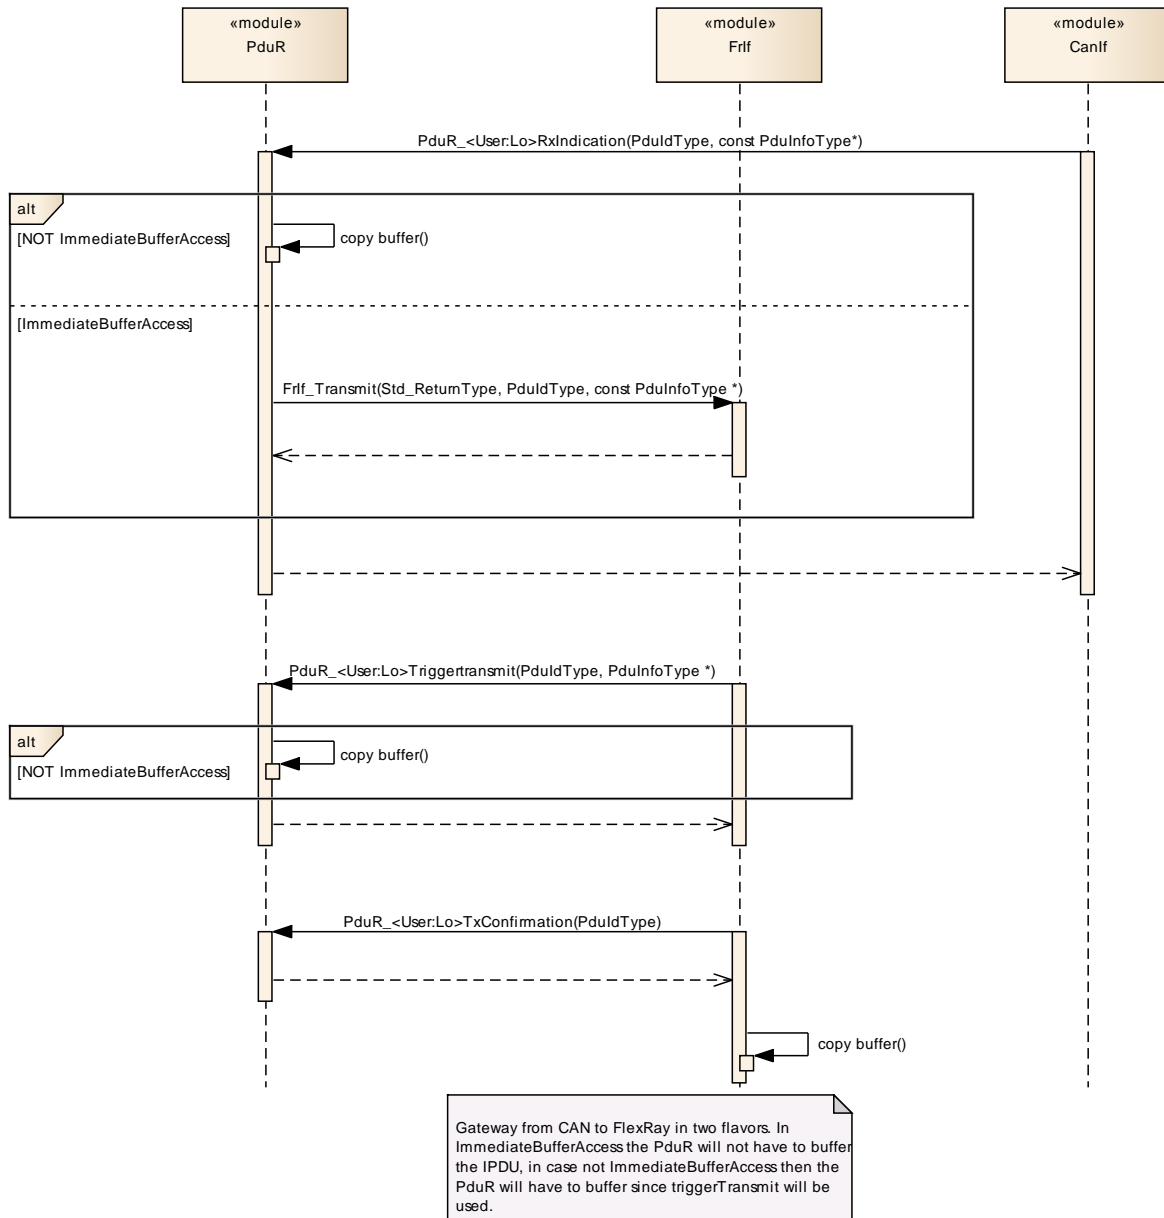 «module»
PduR
«module»
FrIf
«module»
CanIf
PduR_<User:Lo>RxIndication(PduIdType, const PduInfoType*)
alt
[NOT ImmediateBufferAccess]
copy buffer()
[ImmediateBufferAccess]
FrIf_Transmit(Std_ReturnType, PduIdType, const PduInfoType *)
PduR_<User:Lo>Triggertransmit(PduIdType, PduInfoType *)
alt
[NOT ImmediateBufferAccess]
copy buffer()
PduR_<User:Lo>TxConfirmation(PduIdType)
copy buffer()
Gateway from CAN to FlexRay in two flavors. In
ImmediateBufferAccess the PduR will not have to buffer
the IPDU, in case not ImmediateBufferAccess then the
PduR will have to buffer since triggerTransmit will be
used.